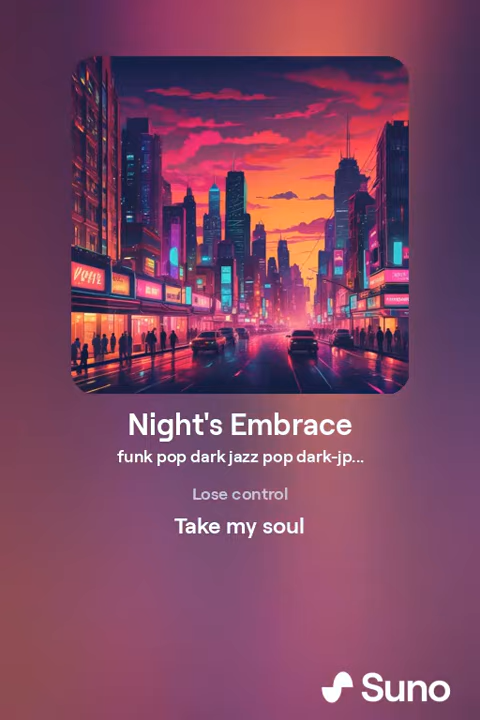 Night's Embrace
funk pop dark jazz pop dark-jp...
Lose control
Take my soul
Suno